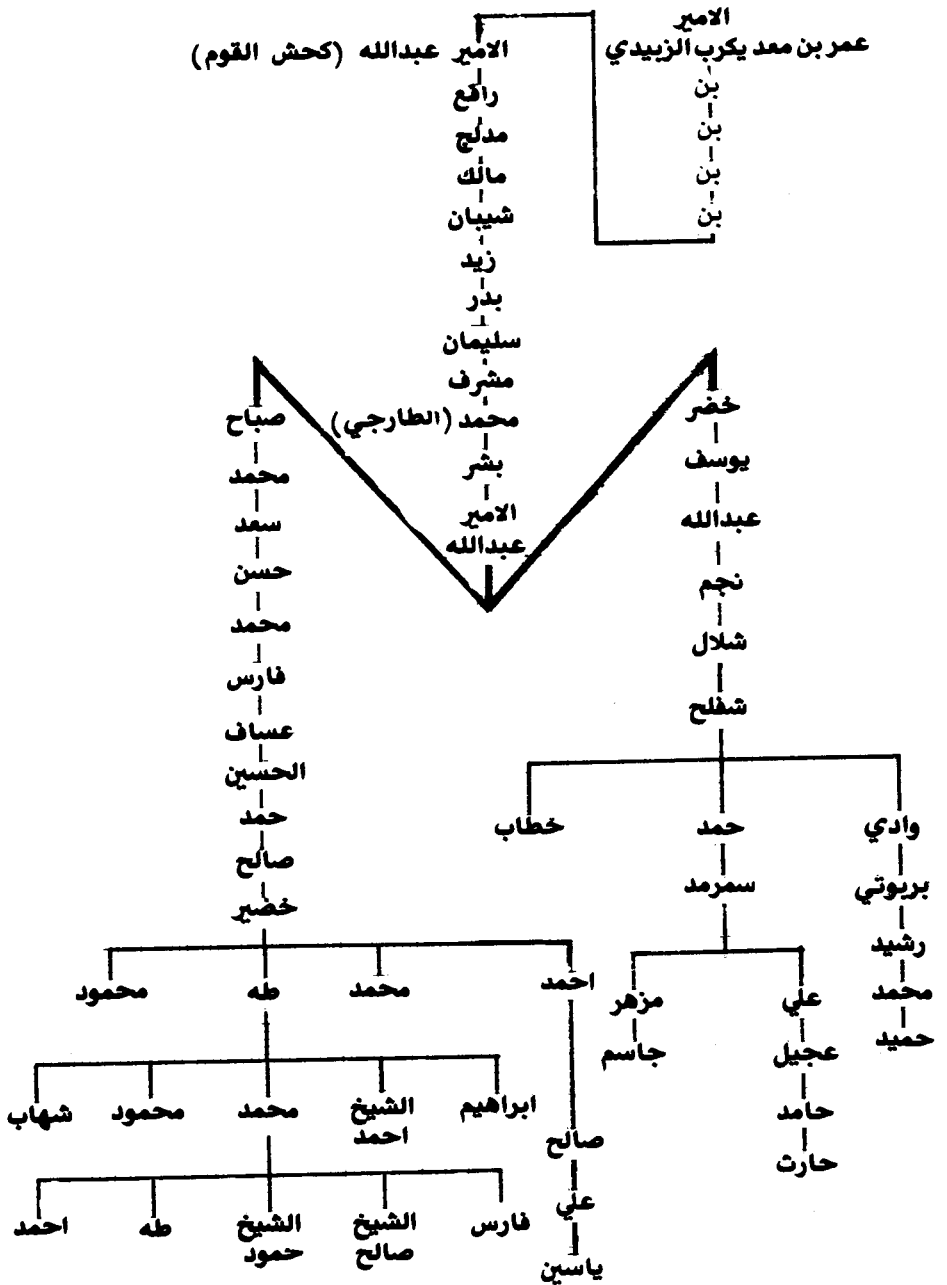 الامير
عمر بن معد يكرب الزبيدي
بن
بن
بن
بن
الامير عبدالله (كحش القوم)
رافع
مدلج
مالك
شيبان
زيد
بدر
سليمان
مشرف
محمد (الطارجي)
بشر
الامير
عبدالله
خضر
يوسف
عبدالله
نجم
شلال
شفلح
وادي
حمد
خطاب
بربوتي
رشيد
محمد
حميد
سمرمد
علي
مزهر
عجيل
جاسم
حامد
حارث
صباح
محمد
سعد
حسن
محمد
فارس
عساف
الحسين
حمد
صالح
خضير
احمد
محمد
طه
محمود
صالح
علي
ياسين
ابراهيم
الشيخ
احمد
محمد
محمود
شهاب
فارس
الشيخ
صالح
الشيخ
حمود
طه
احمد